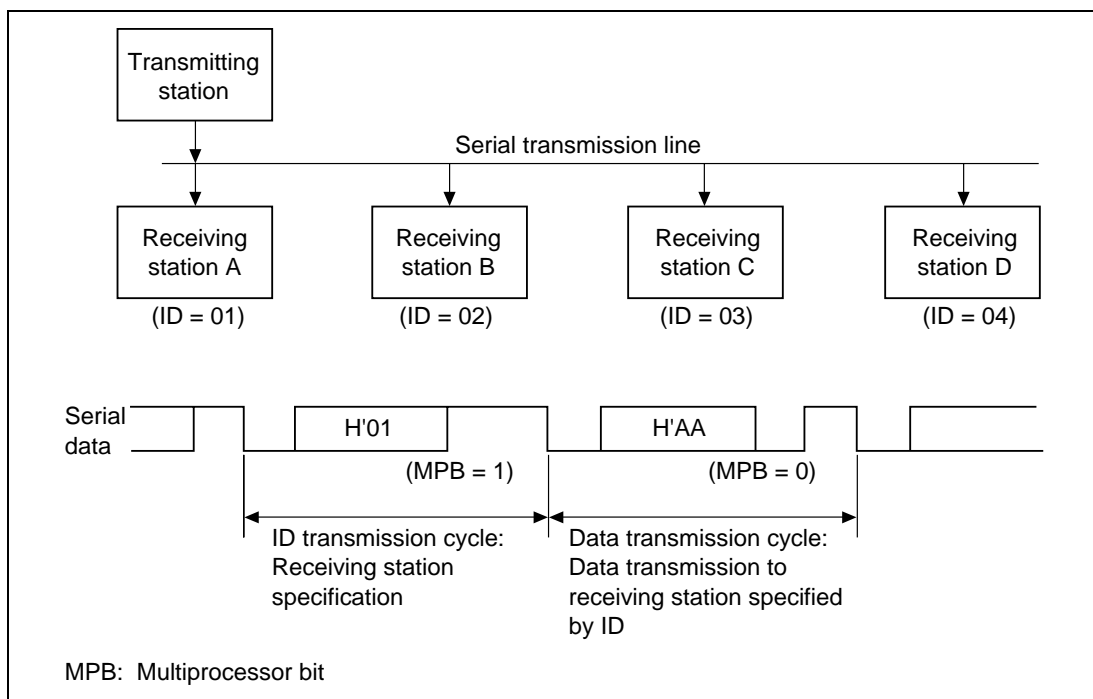 Transmitting
station
Serial transmission line
Receiving
station A
(ID = 01)
Receiving
station B
(ID = 02)
Receiving
station C
(ID = 03)
Receiving
station D
(ID = 04)
Serial
data
H'01
(MPB = 1)
H'AA
(MPB = 0)
ID transmission cycle:
Receiving station
specification
Data transmission cycle:
Data transmission to
receiving station specified
by ID
MPB: Multiprocessor bit